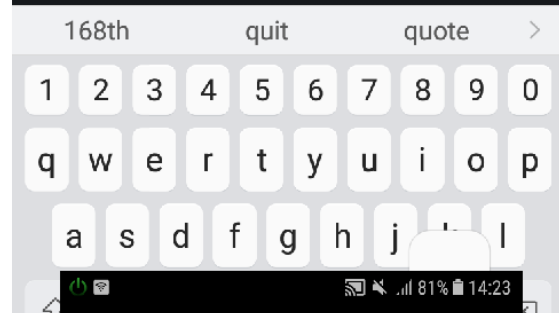 168th quit quote
1 2 3 4 5 6 7 8 9 0
q w e r t y u i o p
a s d f g h j l
81% 14:23